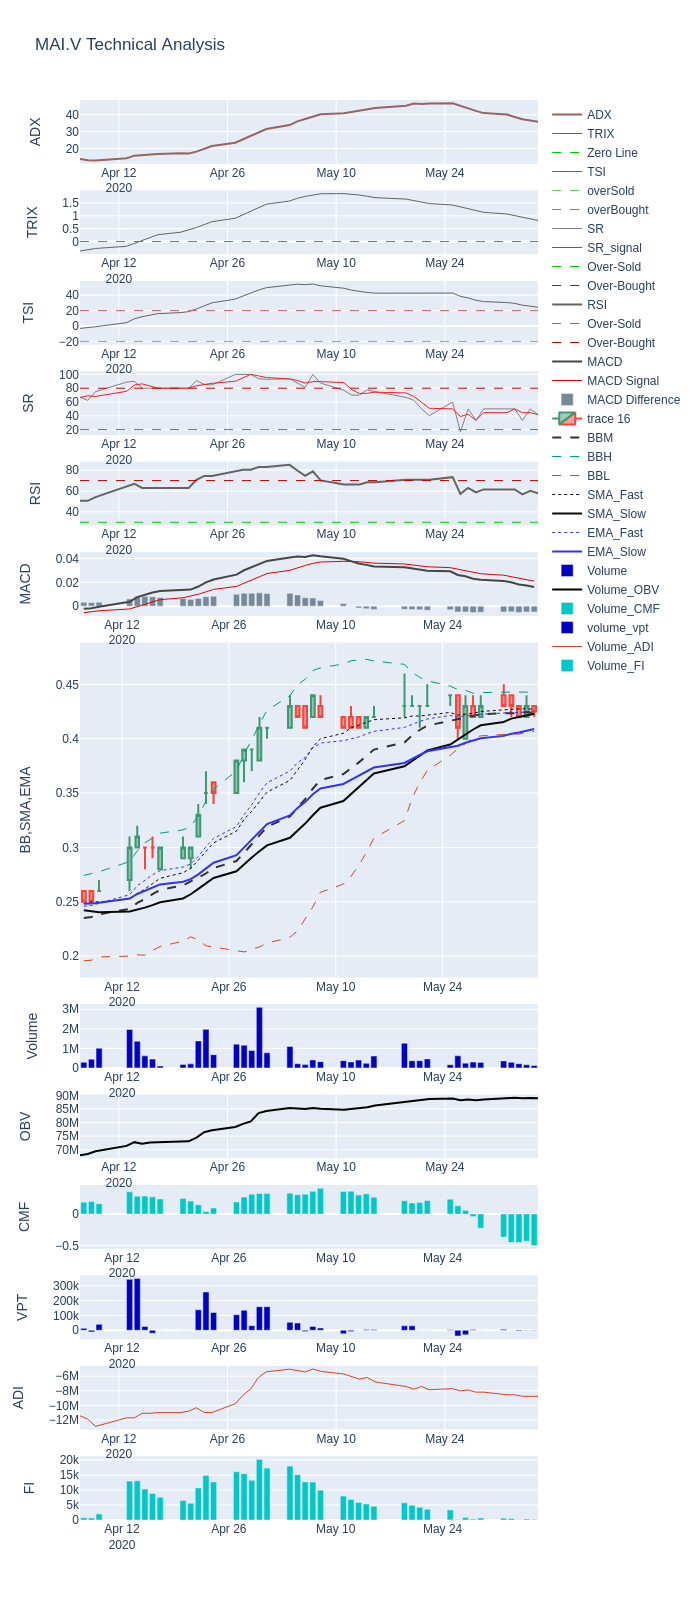 MAI.V Technical Analysis
ADX
40
30
20
Apr 12
2020
Apr 26
May 10
May 24
TRIX
1.5
1
0.5
0
Apr 12
2020
Apr 26
May 10
May 24
TSI
40
20
0
−20
Apr 12
2020
Apr 26
May 10
May 24
SR
100
80
60
40
20
Apr 12
2020
Apr 26
May 10
May 24
RSI
80
60
40
Apr 12
2020
Apr 26
May 10
May 24
MACD
0.04
0.02
0
Apr 12
2020
Apr 26
May 10
May 24
BB,SMA,EMA
0.45
0.4
0.35
0.3
0.25
0.2
Apr 12
2020
Apr 26
May 10
May 24
Volume
3M
2M
1M
0
Apr 12
2020
Apr 26
May 10
May 24
OBV
90M
85M
80M
75M
70M
Apr 12
2020
Apr 26
May 10
May 24
CMF
0
−0.5
Apr 12
2020
Apr 26
May 10
May 24
VPT
300k
200k
100k
0
Apr 12
2020
Apr 26
May 10
May 24
ADI
−6M
−8M
−10M
−12M
Apr 12
2020
Apr 26
May 10
May 24
FI
20k
15k
10k
5k
0
Apr 12
2020
Apr 26
May 10
May 24
ADX
TRIX
Zero Line
TSI
overSold
overBought
SR
SR_signal
Over-Sold
Over-Bought
RSI
Over-Sold
Over-Bought
MACD
MACD Signal
MACD Difference
trace 16
BBM
BBH
BBL
SMA_Fast
SMA_Slow
EMA_Fast
EMA_Slow
Volume
Volume_OBV
Volume_CMF
volume_vpt
Volume_ADI
Volume_FI